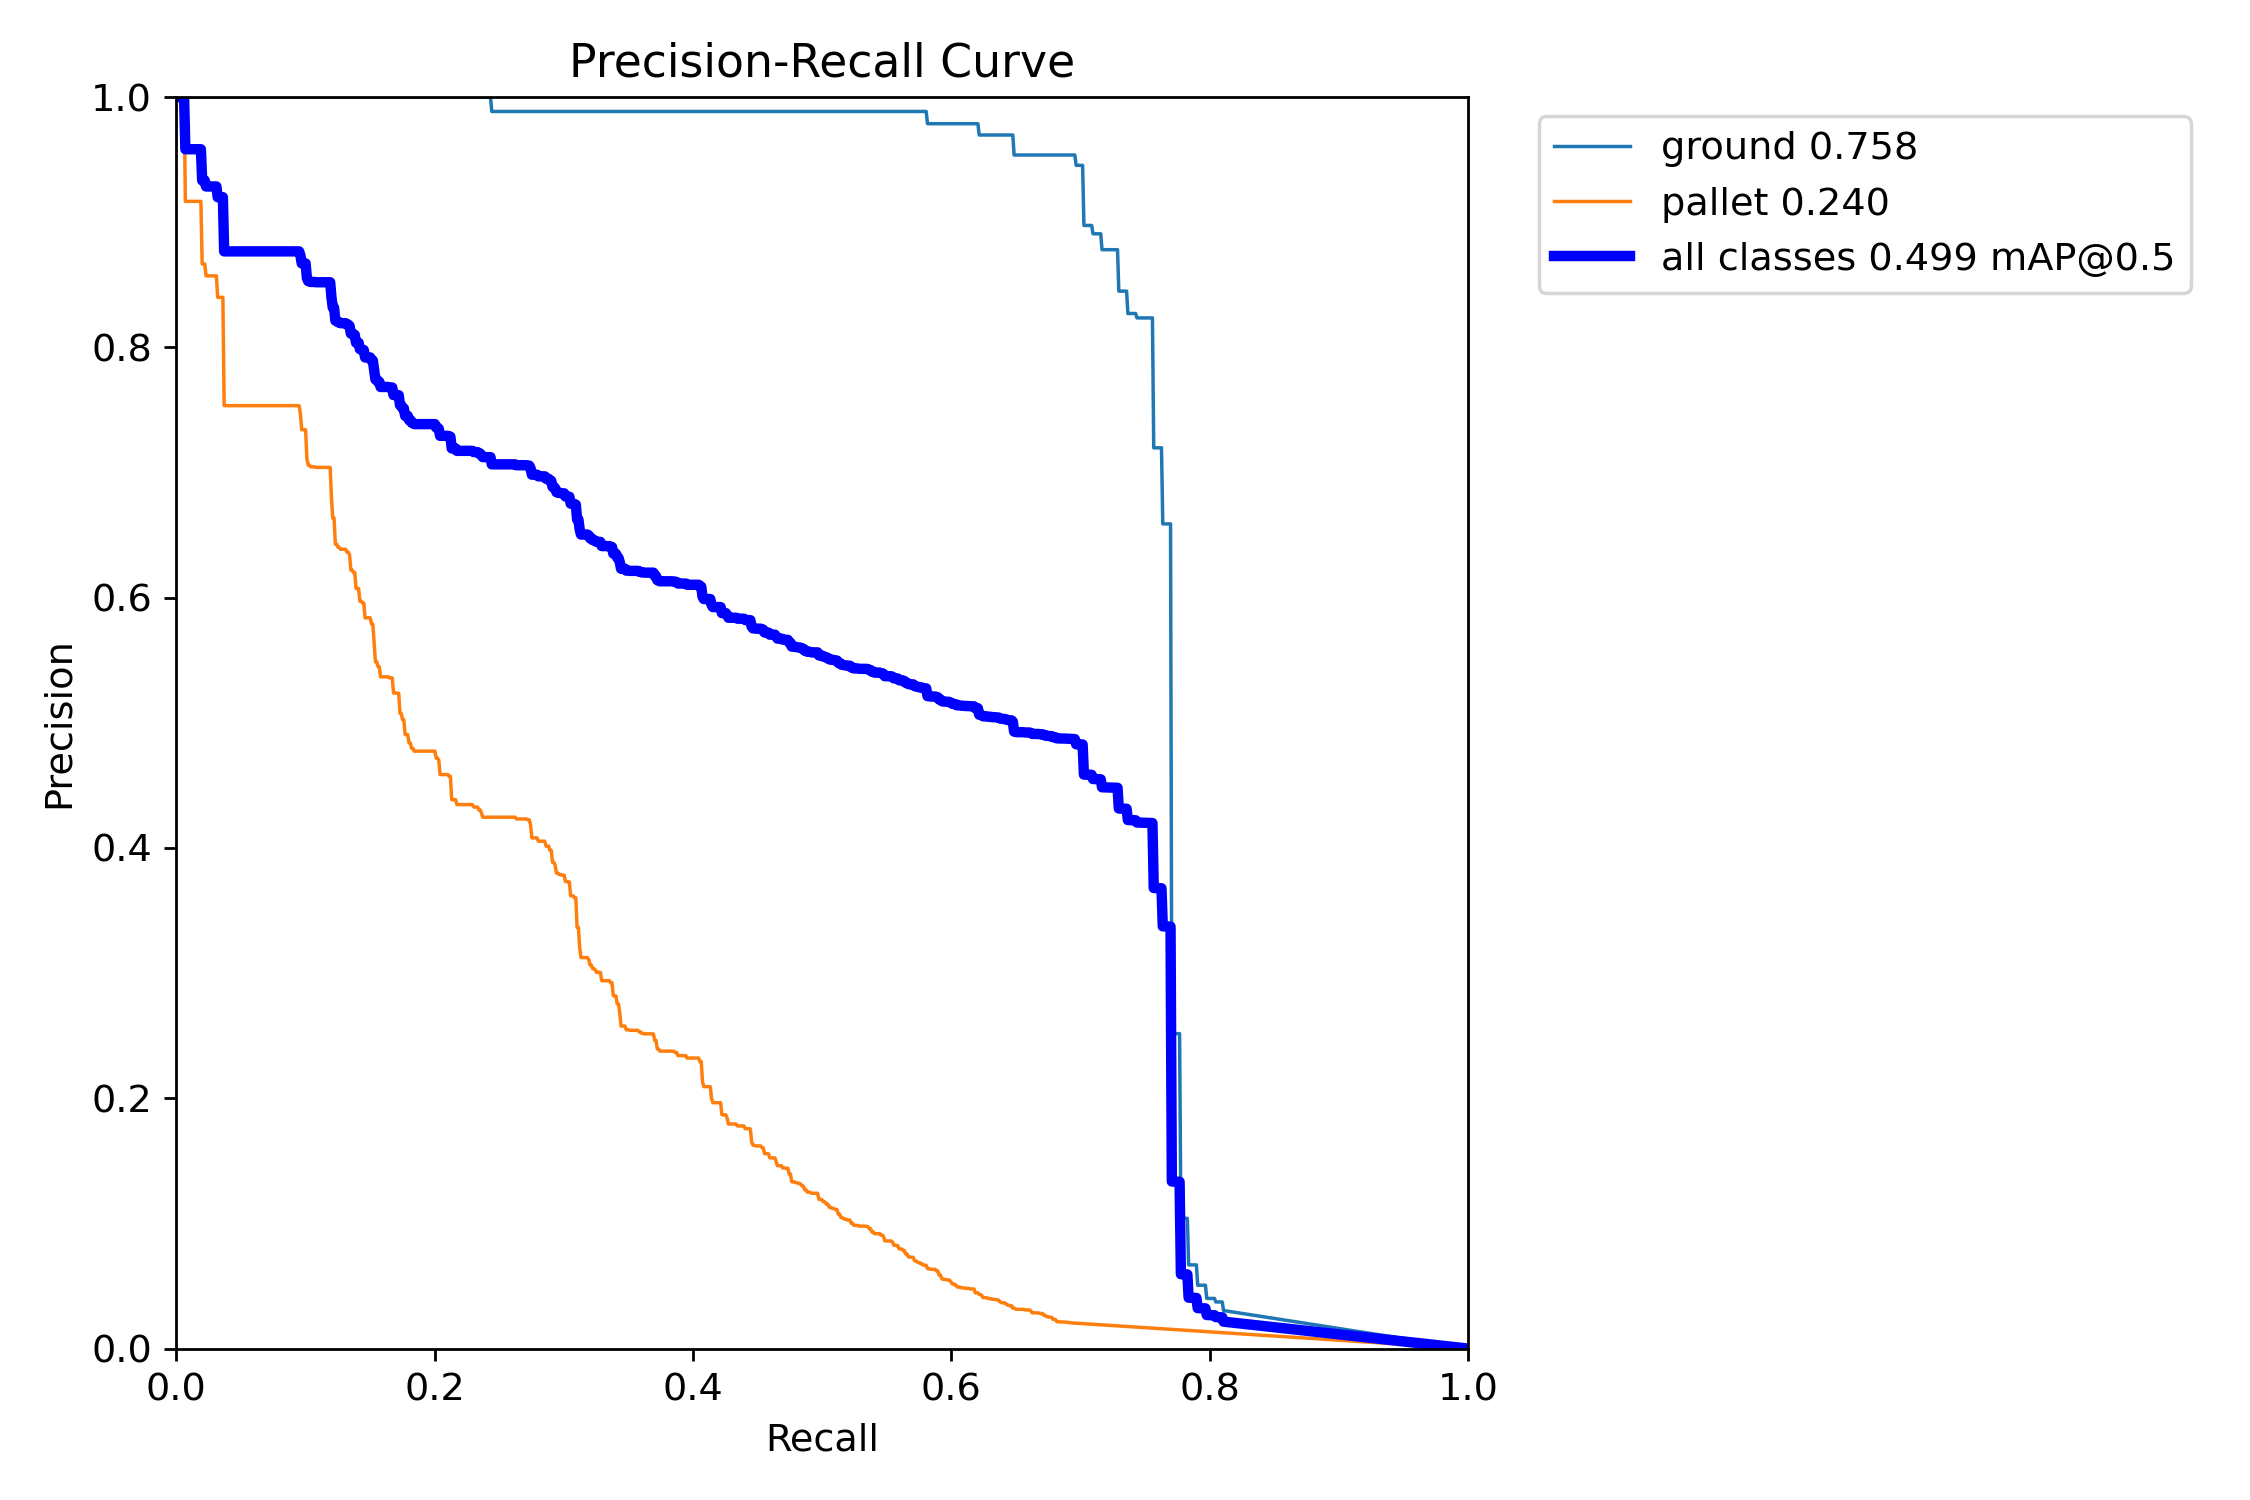 Precision-Recall Curve
ground 0.758
pallet 0.240
all classes 0.499 mAP@0.5
Precision
1.0
0.8
0.6
0.4
0.2
0.0
0.0 0.2 0.4 0.6 0.8 1.0
Recall